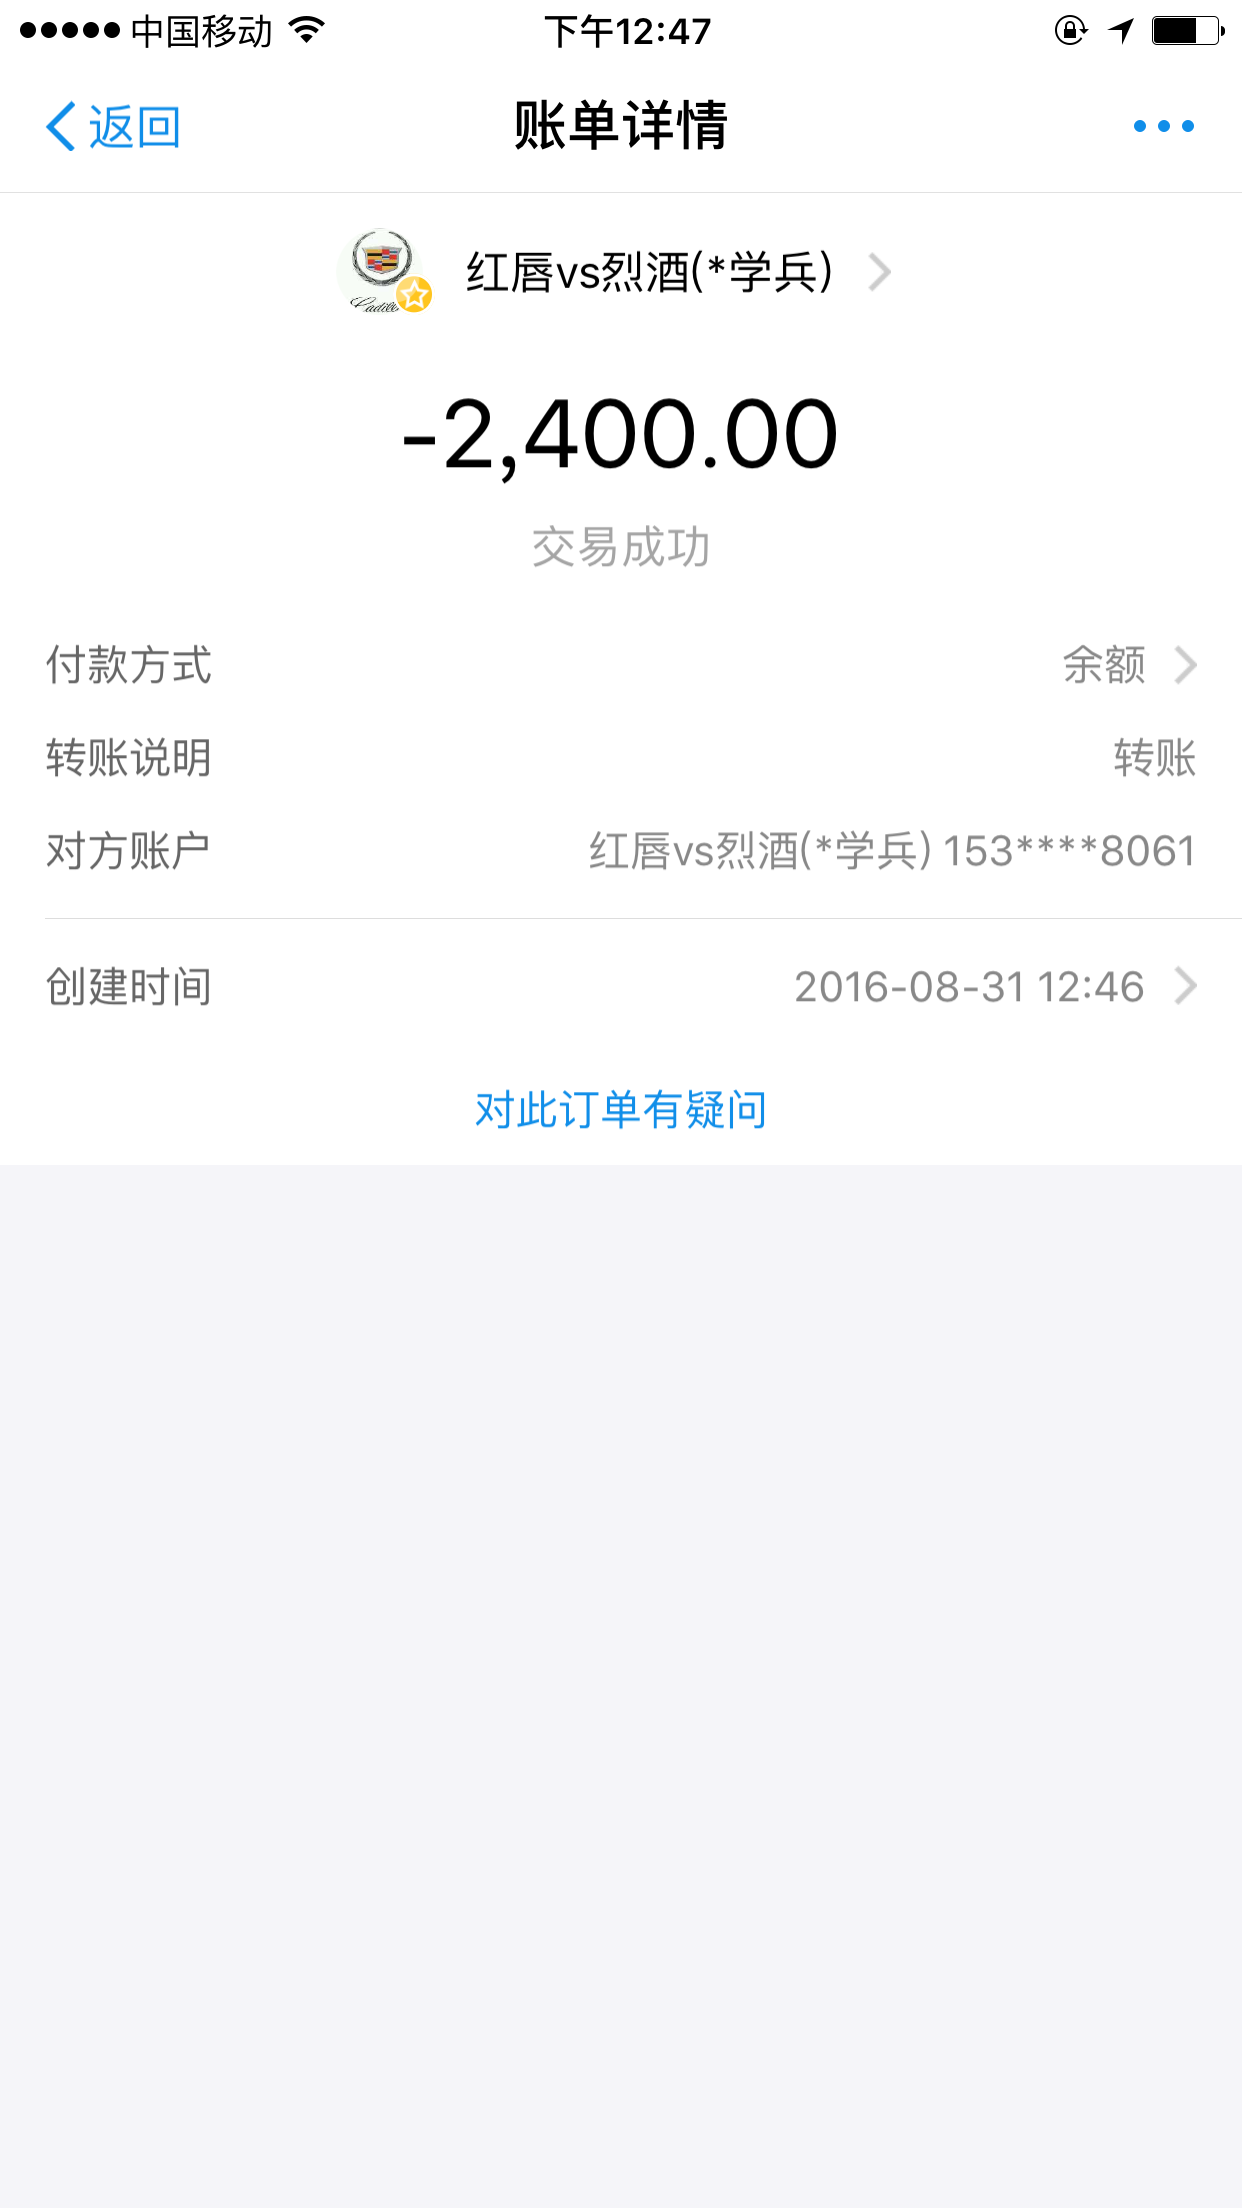 中国移动 下午12:47
返回 账单详情
红唇vs烈酒(*学兵)
-2,400.00
交易成功
付款方式 余额
转账说明 转账
对方账户 红唇vs烈酒(*学兵) 153****8061
创建时间 2016-08-31 12:46
对此订单有疑问